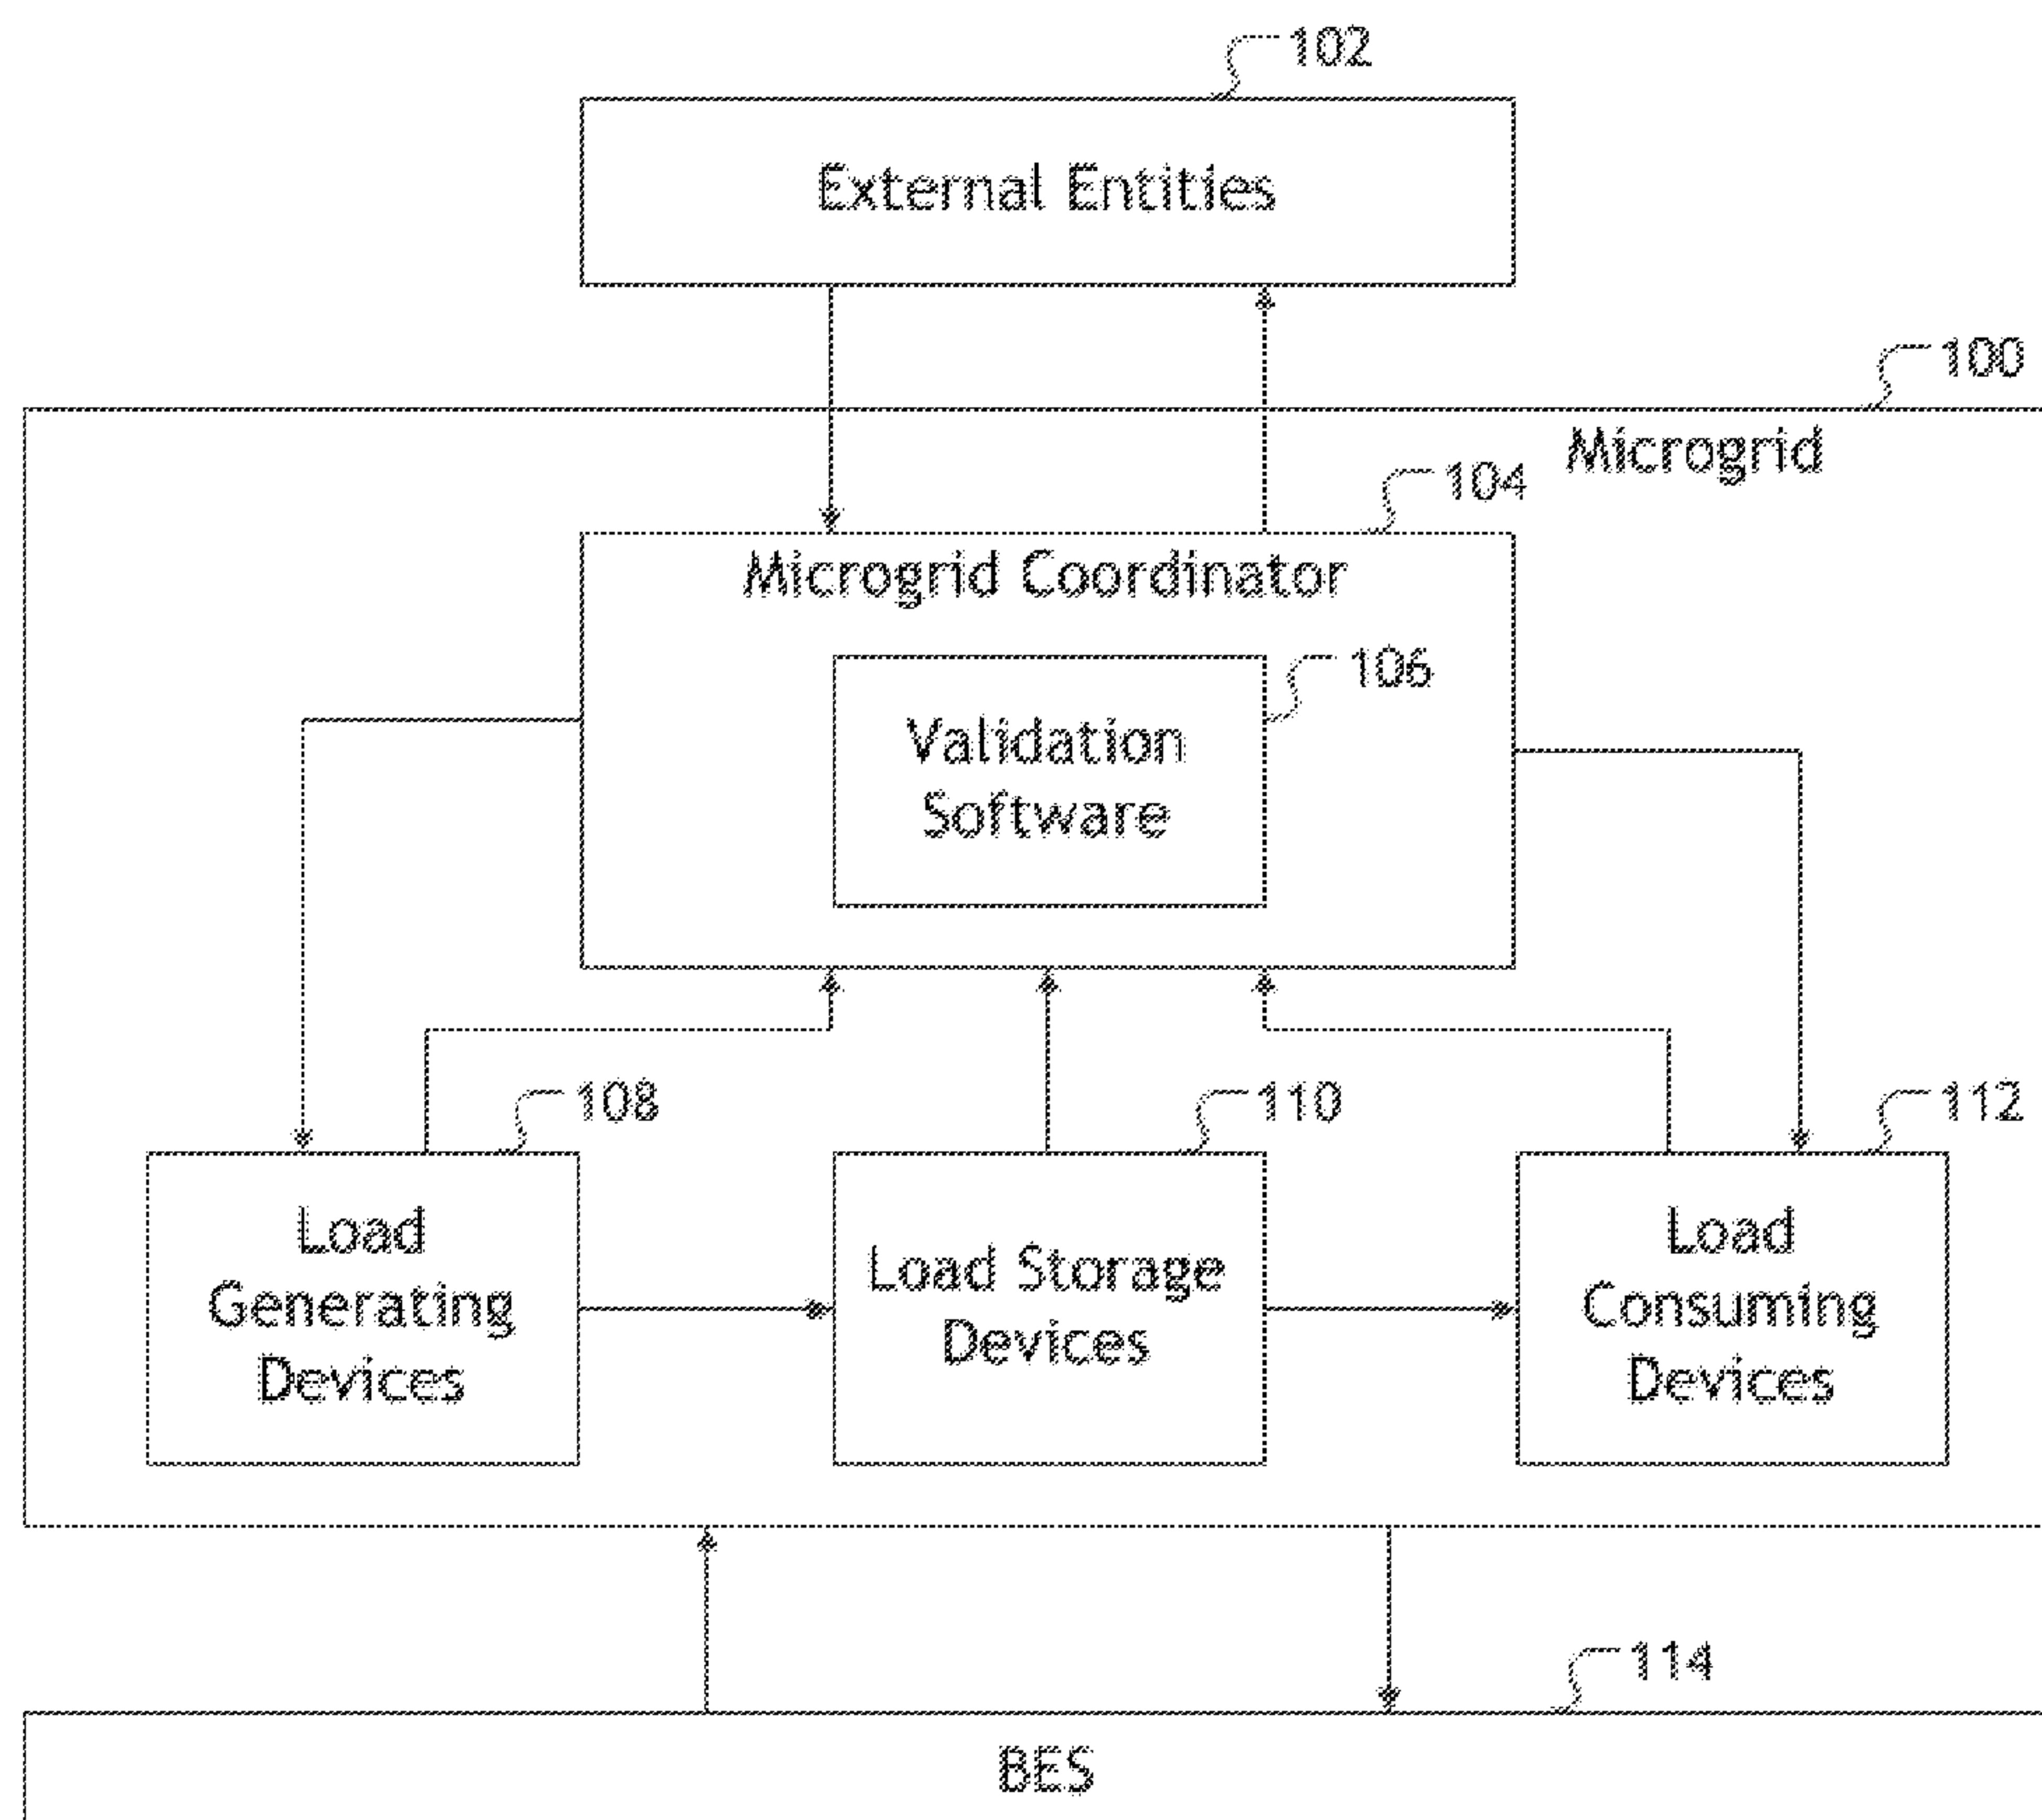 102
External Entities
100
Microgrid
104
Microgrid Coordinator
106
Validation
Software
108
110
112
Load
Generating
Devices
Load Storage
Devices
Load
Consuming
Devices
114
BES